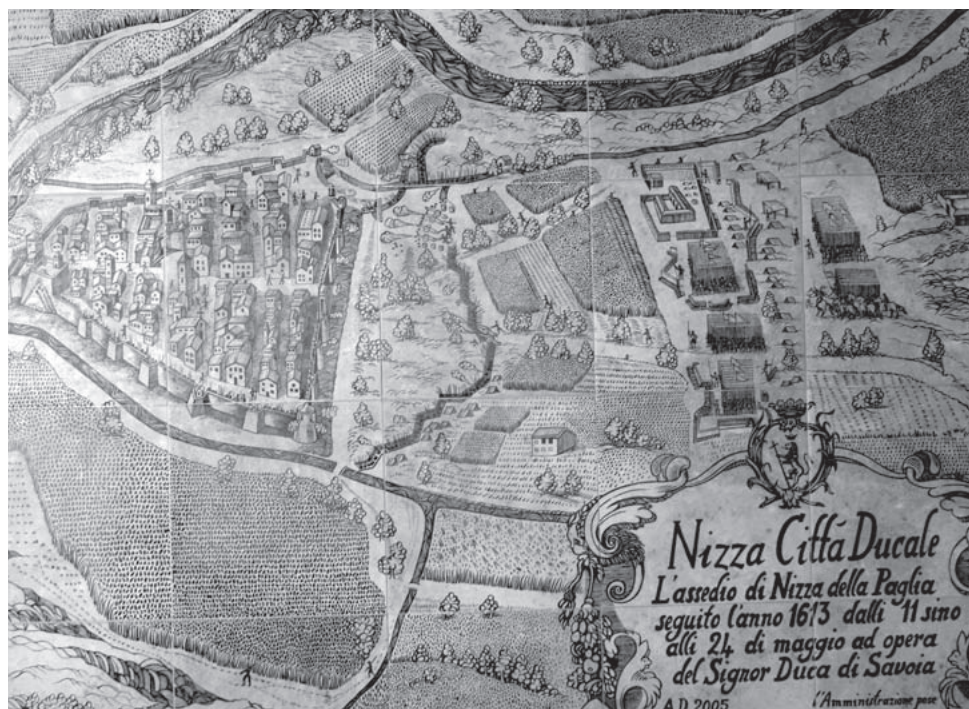 Nizza Città Ducale
L'assedio di Nizza della Paglia
seguito l'anno 1613 dalli 11 sino
alli 24 di maggio ad opera
del Signor Duca di Savoia
A.D. 2005 l'Amministrazione pose